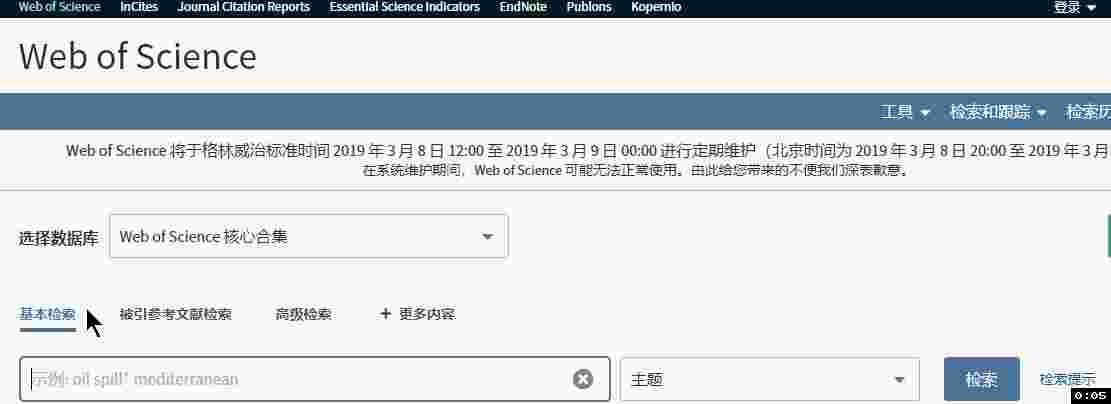 Web of Science InCites Journal Citation Reports Essential Science Indicators EndNote Publons Kopernio 登录
Web of Science
工具 检索和跟踪 检索历
Web of Science 将于格林威治标准时间 2019 年 3 月 8 日 12:00 至 2019 年 3 月 9 日 00:00 进行定期维护（北京时间为 2019 年 3 月 8 日 20:00 至 2019 年 3 月
在系统维护期间，Web of Science 可能无法正常使用。由此给您带来的不便我们深表歉意。
选择数据库 Web of Science 核心合集
基本检索 被引参考文献检索 高级检索 + 更多内容
示例: oil spill* mediterranean 主题 检索 检索提示
0:05